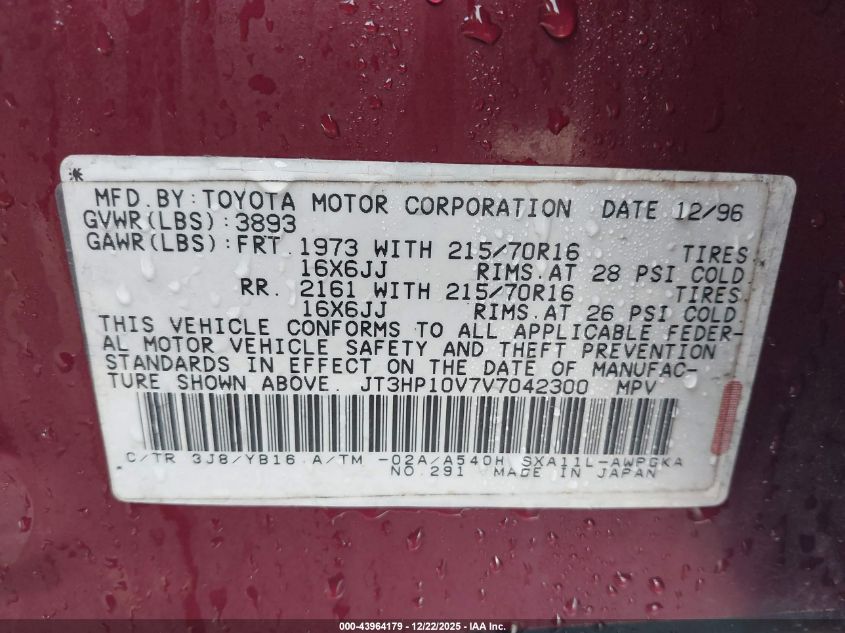 MFD.BY:TOYOTA MOTOR CORPORATION DATE 12/96
GVWR(LBS):3893
GAWR(LBS):FRT.1973 WITH 215/70R16 TIRES
16X6JJ RIMS.AT 28 PSI COLD
RR. 2161 WITH 215/70R16 TIRES
16X6JJ RIMS.AT 26 PSI COLD
THIS VEHICLE CONFORMS TO ALL APPLICABLE FEDER-
AL MOTOR VEHICLE SAFETY AND THEFT PREVENTION
STANDARDS IN EFFECT ON THE DATE OF MANUFAC-
TURE SHOWN ABOVE. JT3HP10V7V7042300 MPV
C/TR 3J8/YB16 A/TM -02A/A540H SXA11L-AWPGKA
NO.291 MADE IN JAPAN
000-43964179 - 12/22/2025 - IAA Inc.